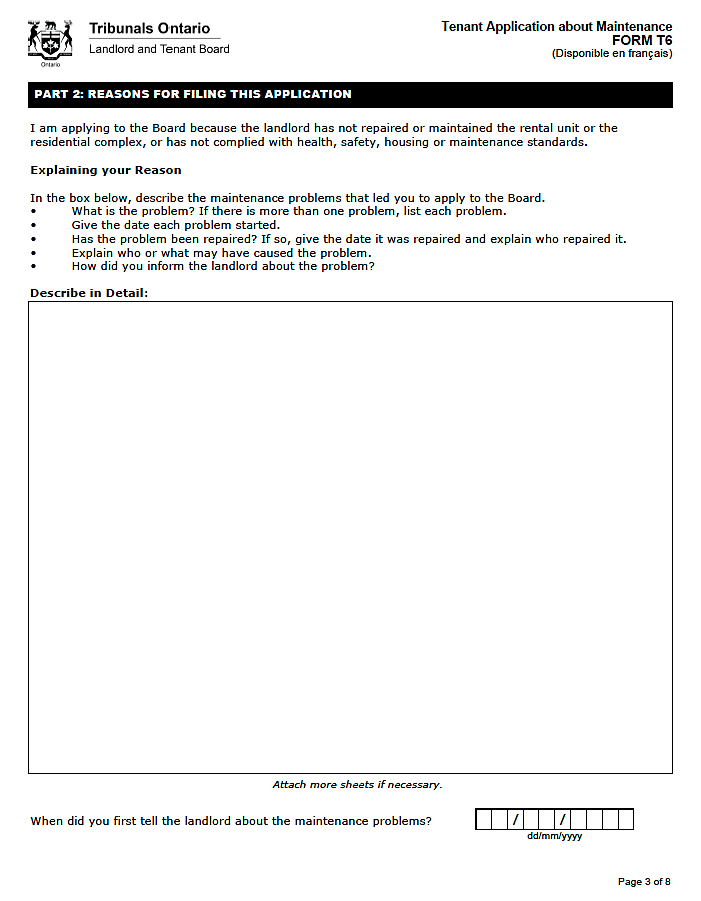 Tribunals Ontario
Landlord and Tenant Board
Ontario
Tenant Application about Maintenance
FORM T6
(Disponible en français)
PART 2: REASONS FOR FILING THIS APPLICATION
I am applying to the Board because the landlord has not repaired or maintained the rental unit or the
residential complex, or has not complied with health, safety, housing or maintenance standards.
Explaining your Reason
In the box below, describe the maintenance problems that led you to apply to the Board.
• What is the problem? If there is more than one problem, list each problem.
• Give the date each problem started.
• Has the problem been repaired? If so, give the date it was repaired and explain who repaired it.
• Explain who or what may have caused the problem.
• How did you inform the landlord about the problem?
Describe in Detail:
Attach more sheets if necessary.
When did you first tell the landlord about the maintenance problems? / /
dd/mm/yyyy
Page 3 of 8